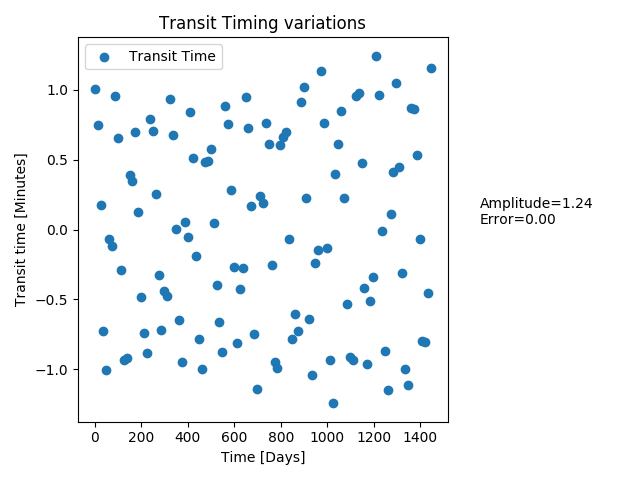 Transit Timing variations
Transit Time
Transit time [Minutes]
1.0
0.5
0.0
−0.5
−1.0
0 200 400 600 800 1000 1200 1400
Time [Days]
Amplitude=1.24
Error=0.00